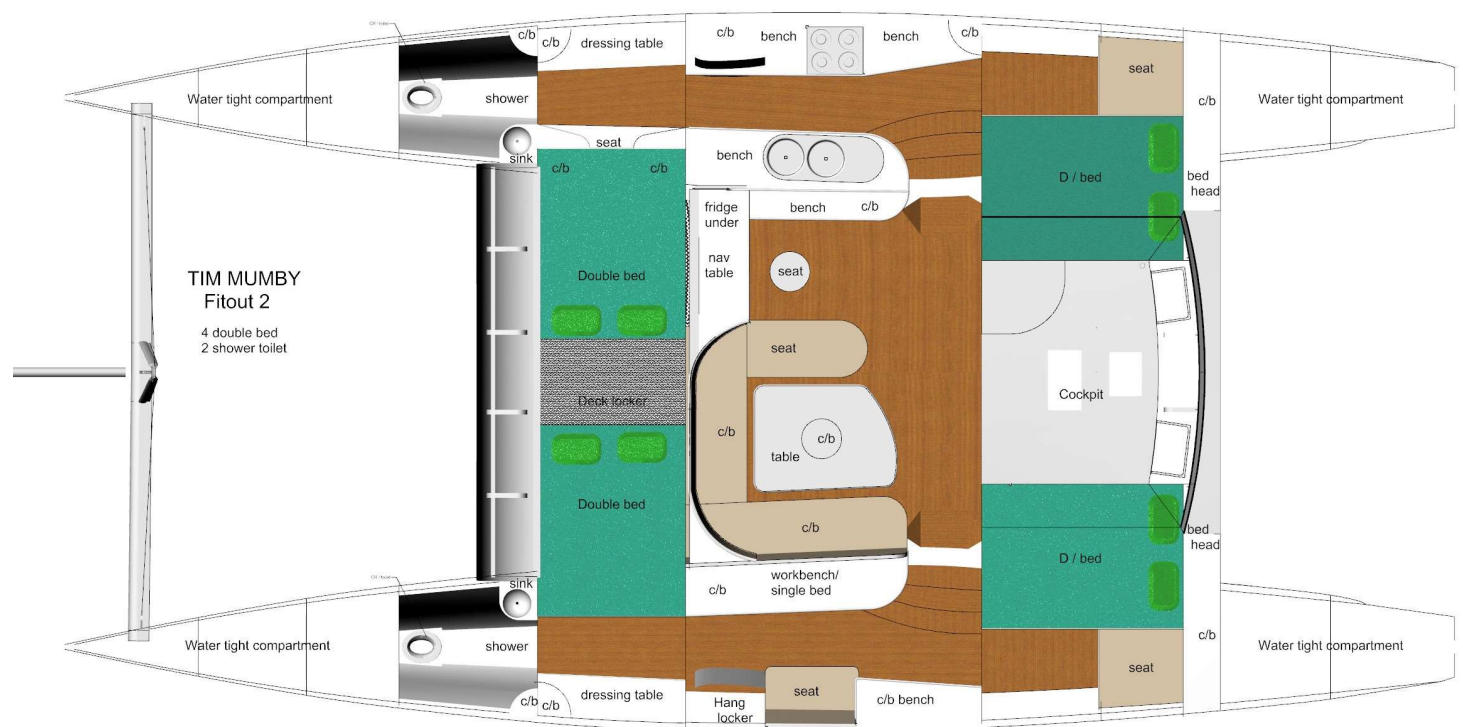 c/b
c/b
dressing table
c/b
bench
bench
c/b
seat
Water tight compartment
shower
c/b
Water tight compartment
sink
seat
bench
c/b
c/b
D / bed
bed
head
fridge
under
bench
c/b
nav
table
seat
Double bed
TIM MUMBY
Fitout 2
4 double bed
2 shower toilet
seat
Deck locker
Cockpit
c/b
c/b
table
Double bed
c/b
bed
head
D / bed
sink
c/b
workbench/
single bed
Water tight compartment
shower
c/b
Water tight compartment
seat
c/b
c/b
dressing table
Hang
locker
seat
c/b bench